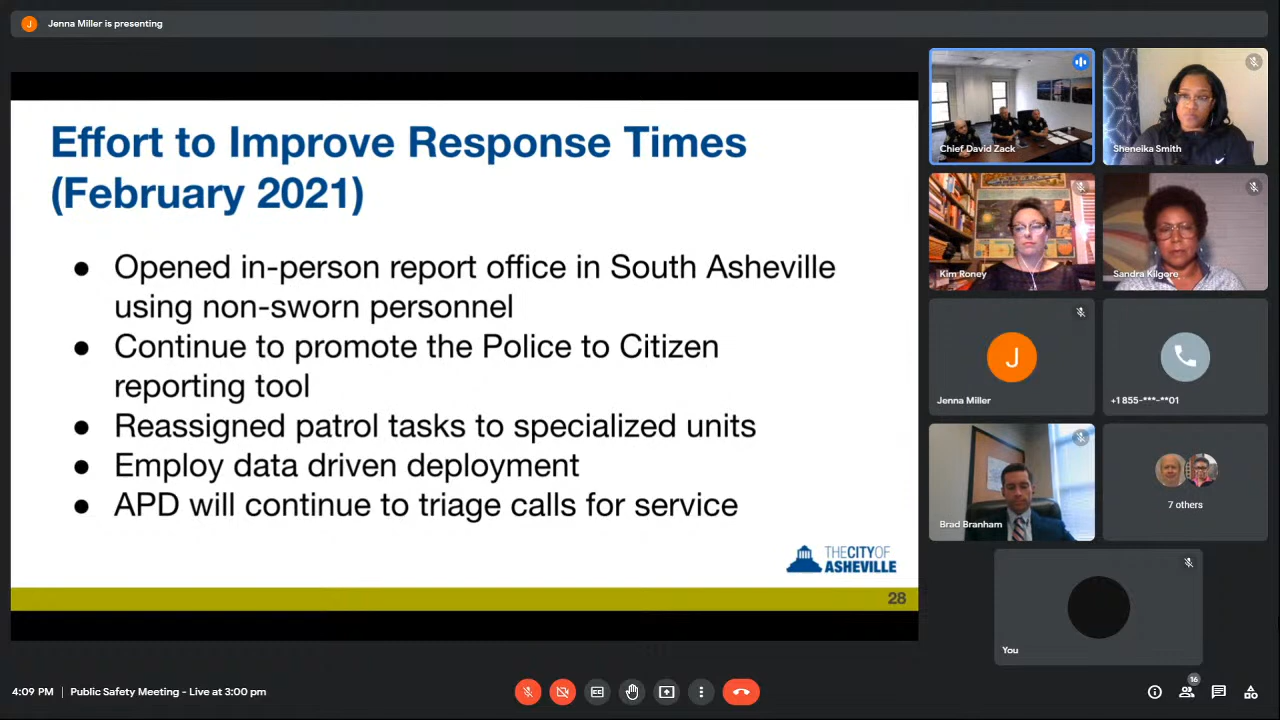 J
Jenna Miller is presenting
Effort to Improve Response Times
(February 2021)
● Opened in-person report office in South Asheville
using non-sworn personnel
● Continue to promote the Police to Citizen
reporting tool
● Reassigned patrol tasks to specialized units
● Employ data driven deployment
● APD will continue to triage calls for service
THE CITY OF
ASHEVILLE
28
Chief David Zack
Sheneika Smith
Kim Roney
Sandra Kilgore
J
Jenna Miller
+1 855-***-**01
Brad Branham
7 others
You
4:09 PM | Public Safety Meeting - Live at 3:00 pm
CC
16